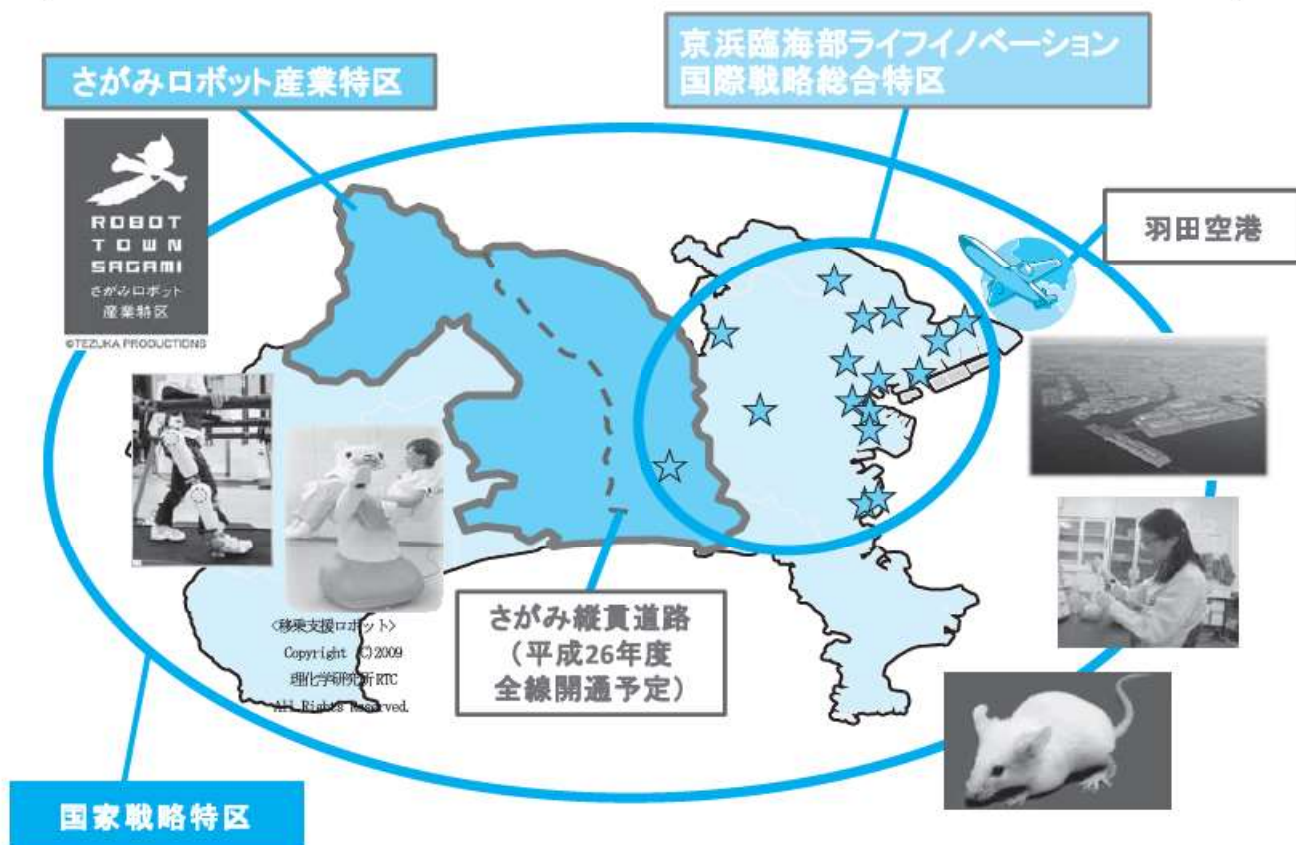 さがみロボット産業特区
京浜臨海部ライフイノベーション
国際戦略総合特区
ROBOT
TOWN
SAGAMI
さがみロボット
産業特区
©TEZUKA PRODUCTIONS
羽田空港
<移乗支援ロボット>
Copyright (C)2009
理化学研究所RTC
All Rights Reserved.
さがみ縦貫道路
（平成26年度
全線開通予定）
国家戦略特区